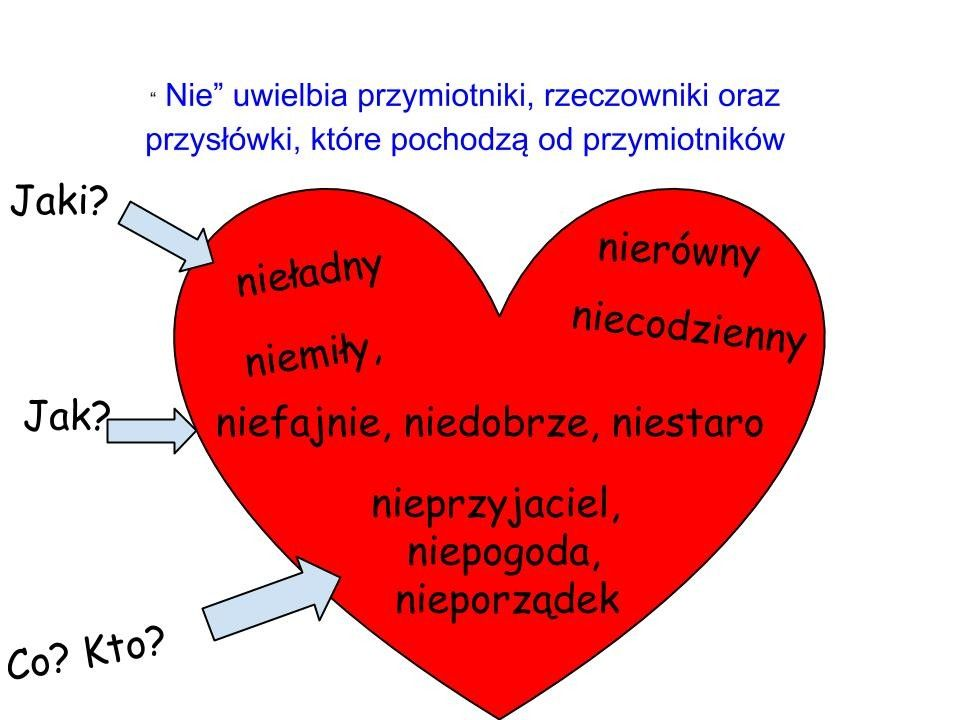 “ Nie” uwielbia przymiotniki, rzeczowniki oraz
przysłówki, które pochodzą od przymiotników
Jaki?
nieładny
nierówny
niemiły,
niecodzienny
Jak?
niefajnie, niedobrze, niestaro
nieprzyjaciel,
niepogoda,
nieporządek
Co? Kto?